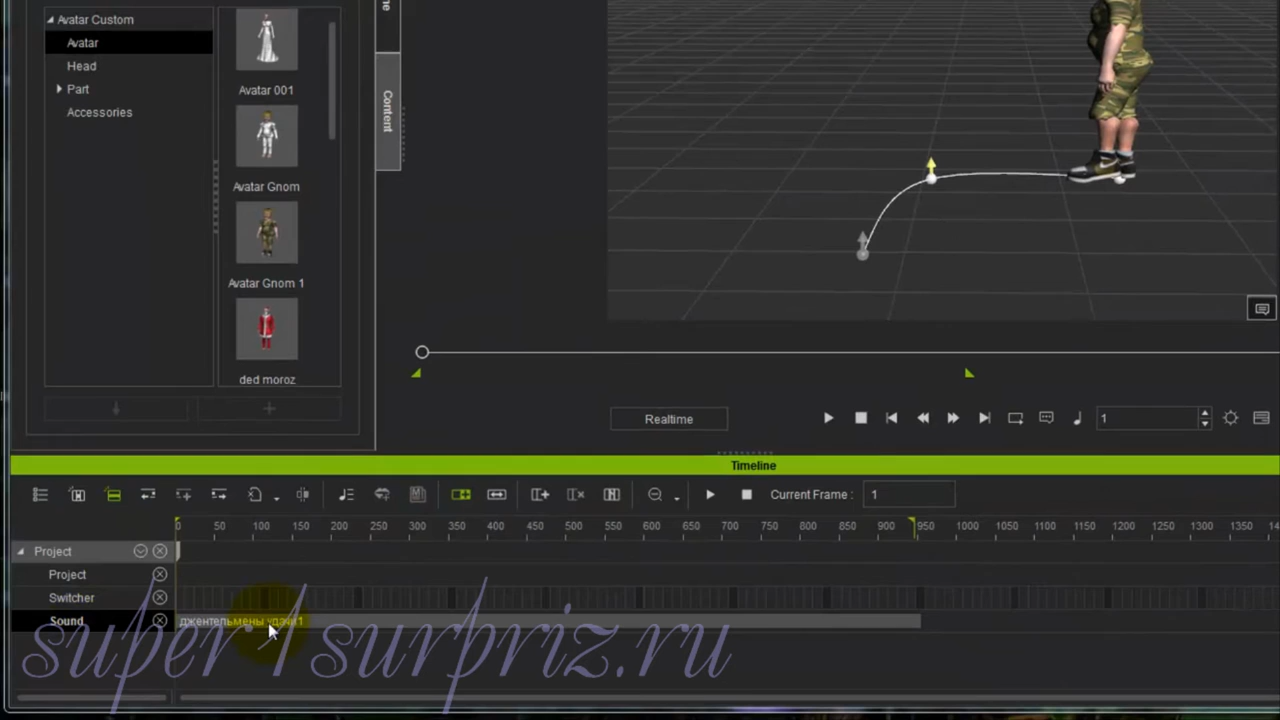 Avatar Custom
Avatar
Head
Part
Accessories
Avatar 001
Avatar Gnom
Avatar Gnom 1
ded moroz
Content
Realtime
1
Timeline
Current Frame :
1
0 50 100 150 200 250 300 350 400 450 500 550 600 650 700 750 800 850 900 950 1000 1050 1100 1150 1200 1250 1300 1350
Project
Project
Switcher
Sound
джентельмены удачи1
super1surpriz.ru